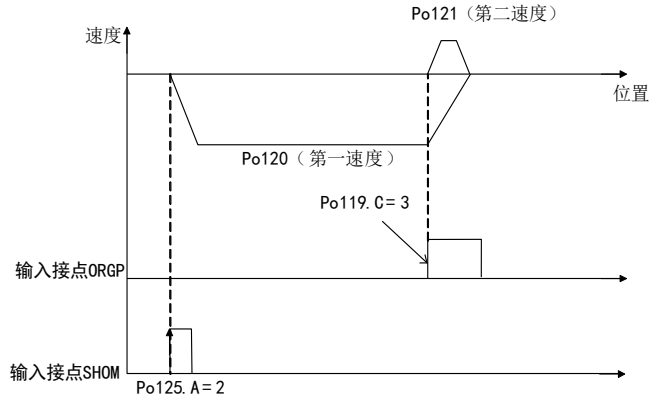 Po121（第二速度）
速度
位置
Po120（第一速度）
Po119.C=3
输入接点ORGP
输入接点SHOM
Po125.A=2